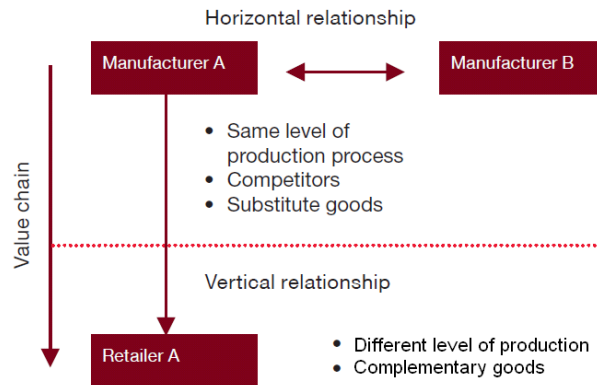 Horizontal relationship
Manufacturer A
Manufacturer B
• Same level of
production process
• Competitors
• Substitute goods
Value chain
Vertical relationship
Retailer A
• Different level of production
• Complementary goods